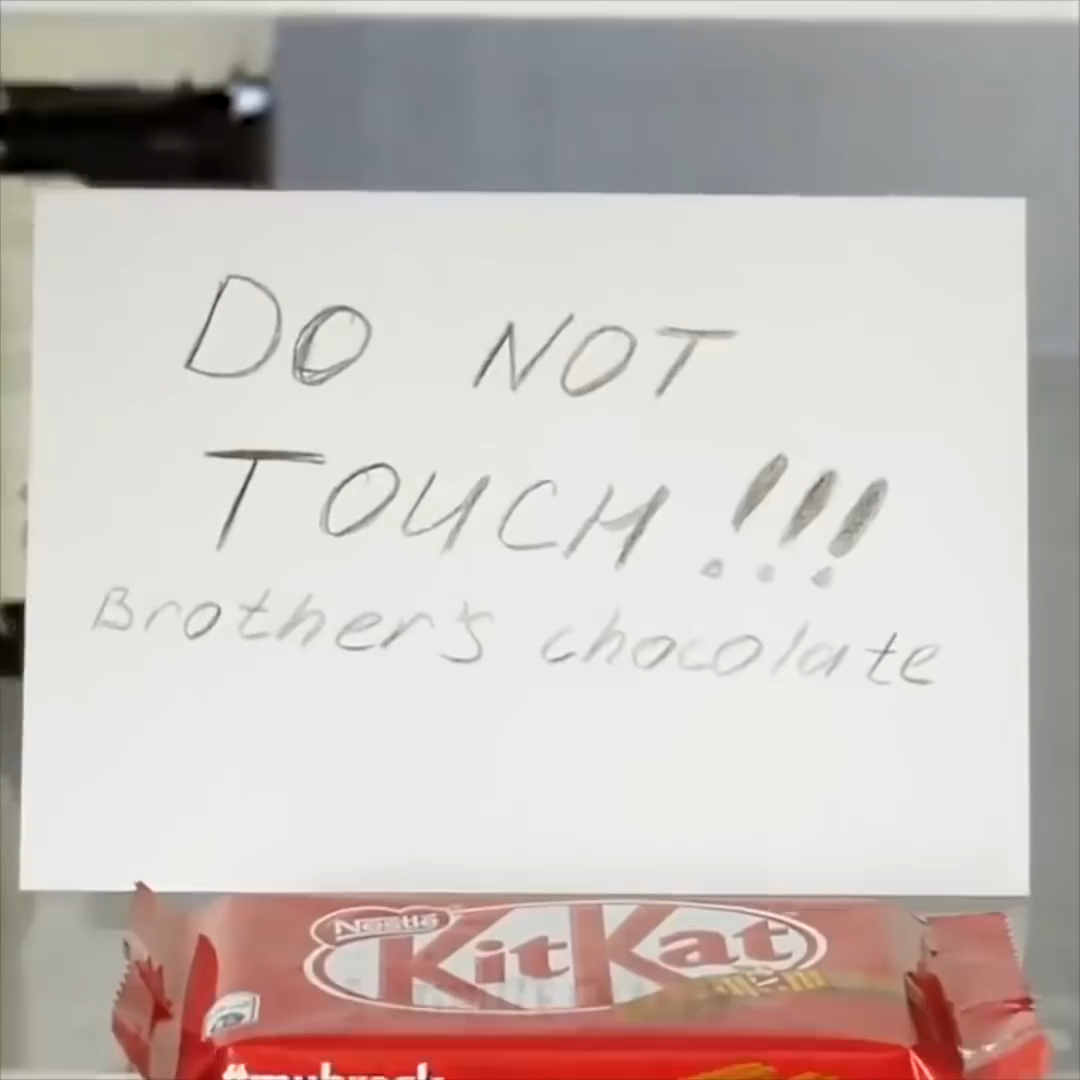 DO NOT
TOUCH!!!
Brother's chocolate
Nestlé
KitKat